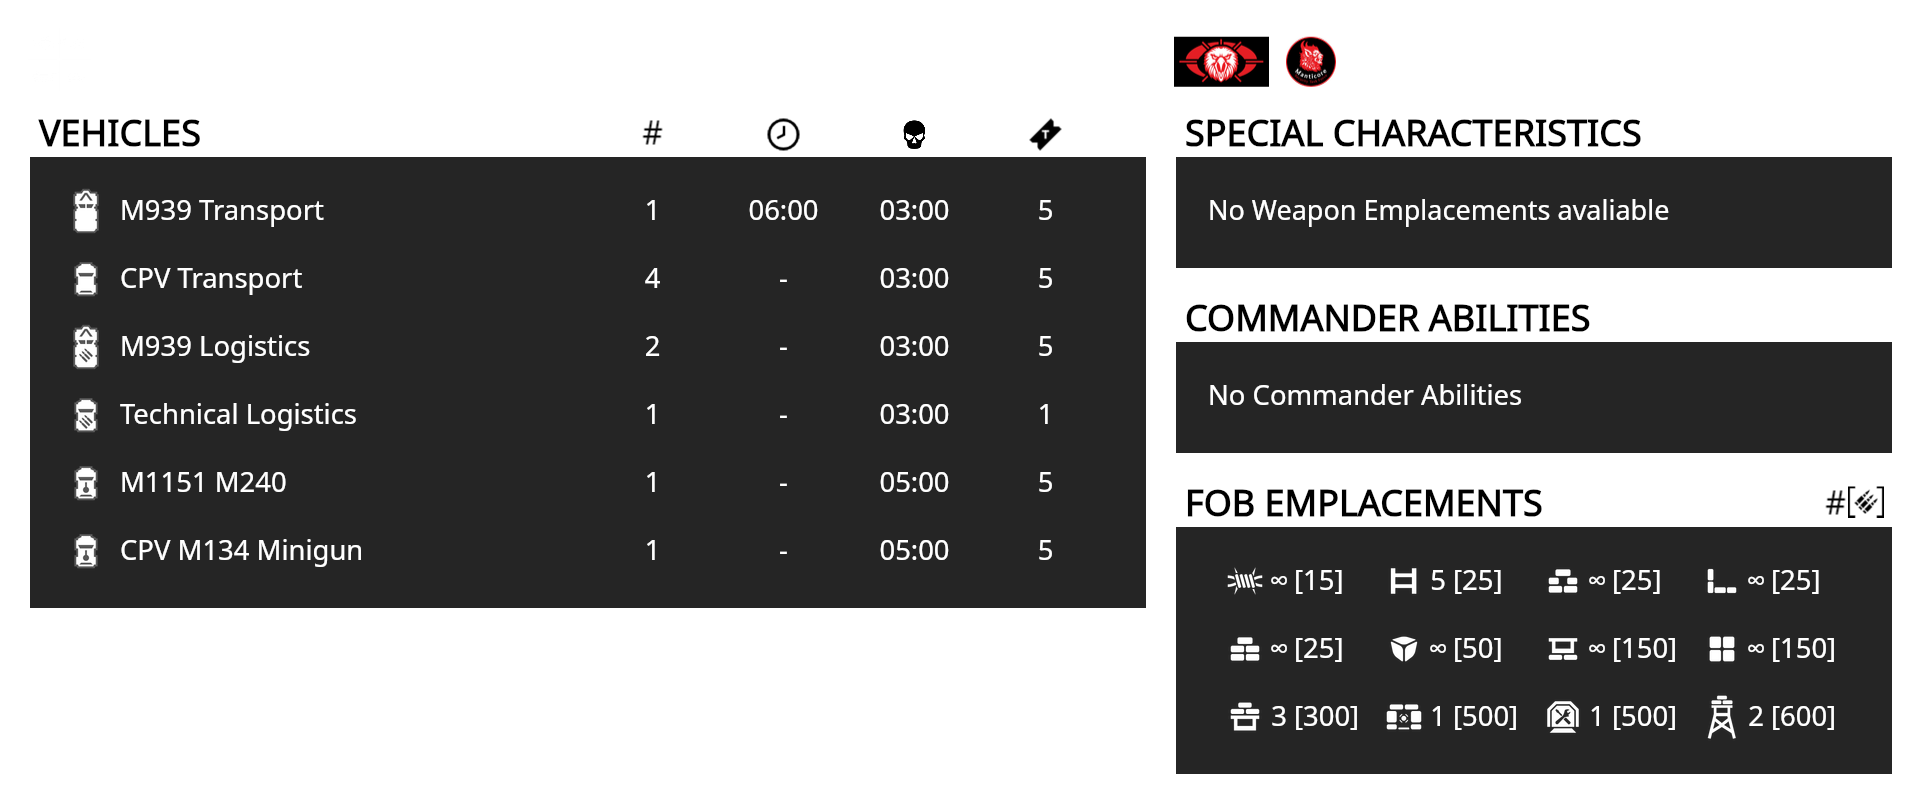 Manticore
VEHICLES #
M939 Transport 1 06:00 03:00 5
CPV Transport 4 - 03:00 5
M939 Logistics 2 - 03:00 5
Technical Logistics 1 - 03:00 1
M1151 M240 1 - 05:00 5
CPV M134 Minigun 1 - 05:00 5
SPECIAL CHARACTERISTICS
No Weapon Emplacements avaliable
COMMANDER ABILITIES
No Commander Abilities
FOB EMPLACEMENTS #[]
∞ [15] 5 [25] ∞ [25] ∞ [25]
∞ [25] ∞ [50] ∞ [150] ∞ [150]
3 [300] 1 [500] 1 [500] 2 [600]